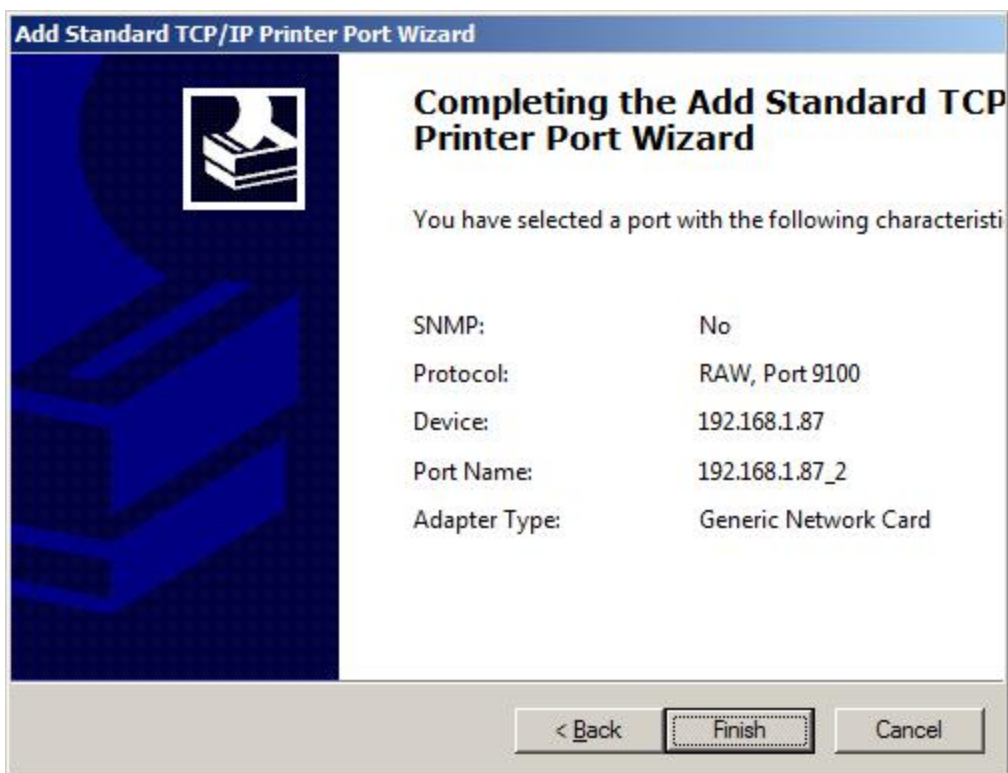 Add Standard TCP/IP Printer Port Wizard
Completing the Add Standard TCP
Printer Port Wizard
You have selected a port with the following characteristi
SNMP: No
Protocol: RAW, Port 9100
Device: 192.168.1.87
Port Name: 192.168.1.87_2
Adapter Type: Generic Network Card
< Back Finish Cancel